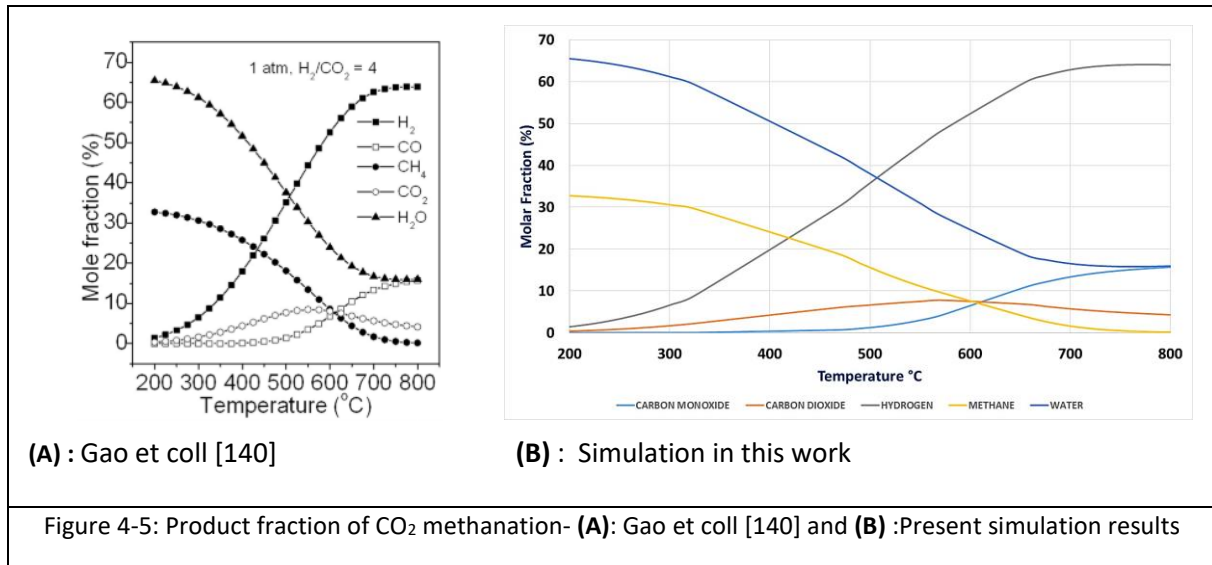 70
60
50
40
30
20
10
0
Mole fraction (%)
1 atm, H₂/CO₂ = 4
H₂
CO
CH₄
CO₂
H₂O
200 300 400 500 600 700 800
Temperature (°C)
70
60
50
40
30
20
10
0
Molar Fraction (%)
200 300 400 500 600 700 800
Temperature °C
CARBON MONOXIDE CARBON DIOXIDE HYDROGEN METHANE WATER
(A) : Gao et coll [140]
(B) : Simulation in this work
Figure 4-5: Product fraction of CO₂ methanation- (A): Gao et coll [140] and (B) :Present simulation results